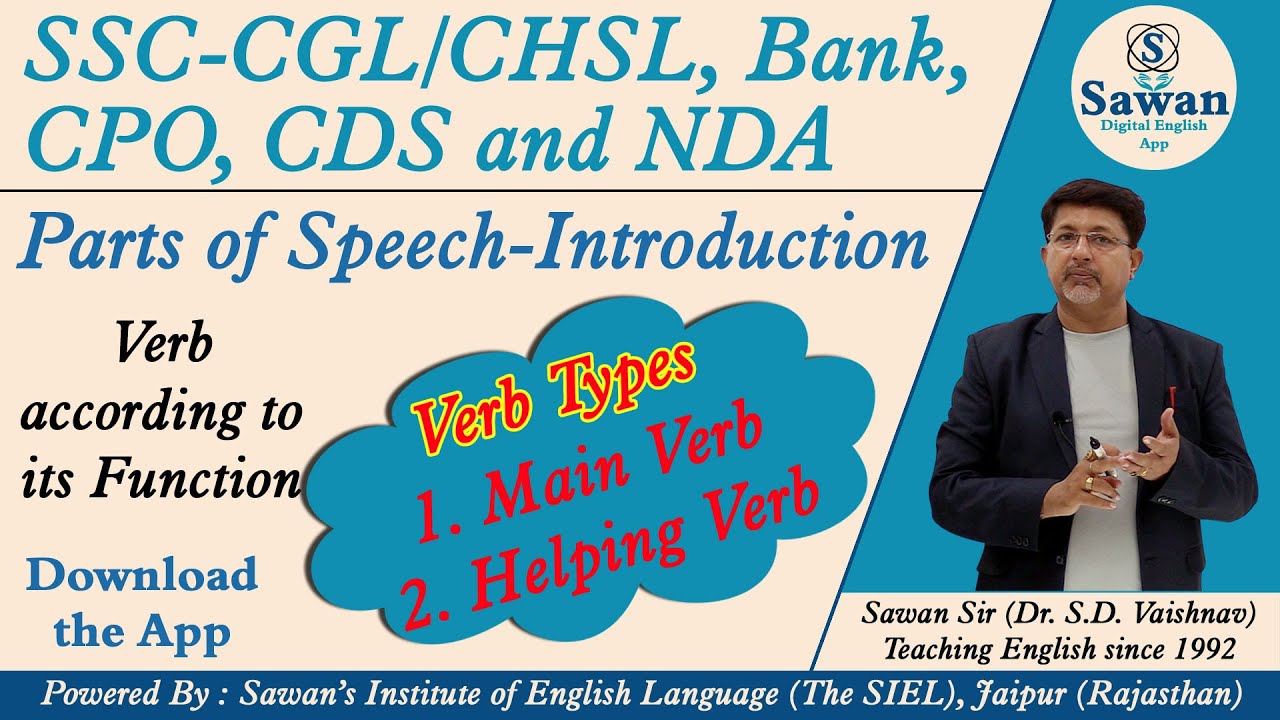 SSC-CGL/CHSL, Bank,
CPO, CDS and NDA
Parts of Speech-Introduction
Verb
according to
its Function
Verb Types
1. Main Verb
2. Helping Verb
Download
the App
S
Sawan
Digital English
App
Sawan Sir (Dr. S.D. Vaishnav)
Teaching English since 1992
Powered By : Sawan's Institute of English Language (The SIEL), Jaipur (Rajasthan)